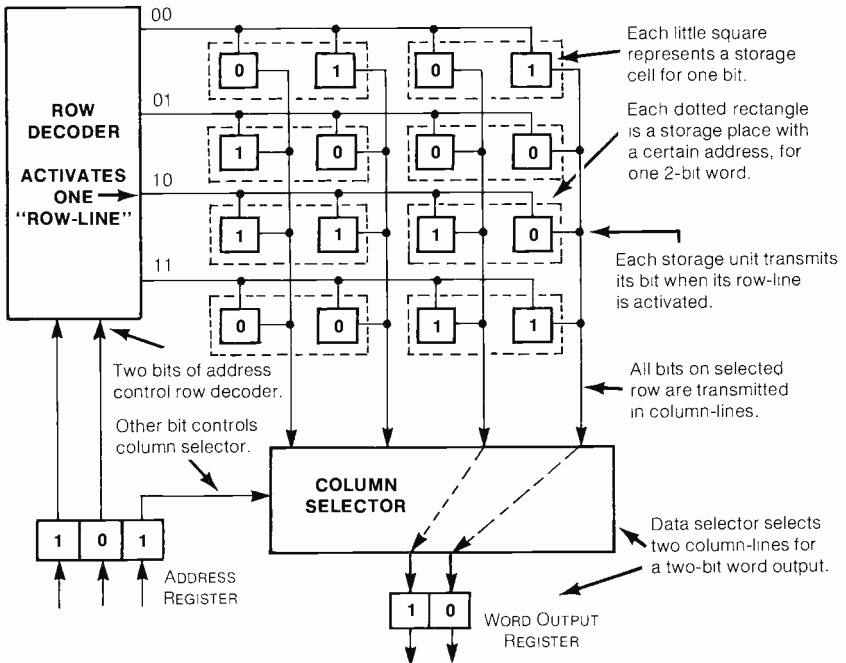 00
0 1 0 1
Each little square
represents a storage
cell for one bit.
ROW
DECODER
ACTIVATES
ONE
"ROW-LINE"
01
1 0 0 0
Each dotted rectangle
is a storage place with
a certain address, for
one 2-bit word.
10
1 1 1 0
Each storage unit transmits
its bit when its row-line
is activated.
11
0 0 1 1
Two bits of address
control row decoder.
All bits on selected
row are transmitted
in column-lines.
Other bit controls
column selector.
COLUMN
SELECTOR
1 0 1
ADDRESS
REGISTER
Data selector selects
two column-lines for
a two-bit word output.
1 0
WORD OUTPUT
REGISTER